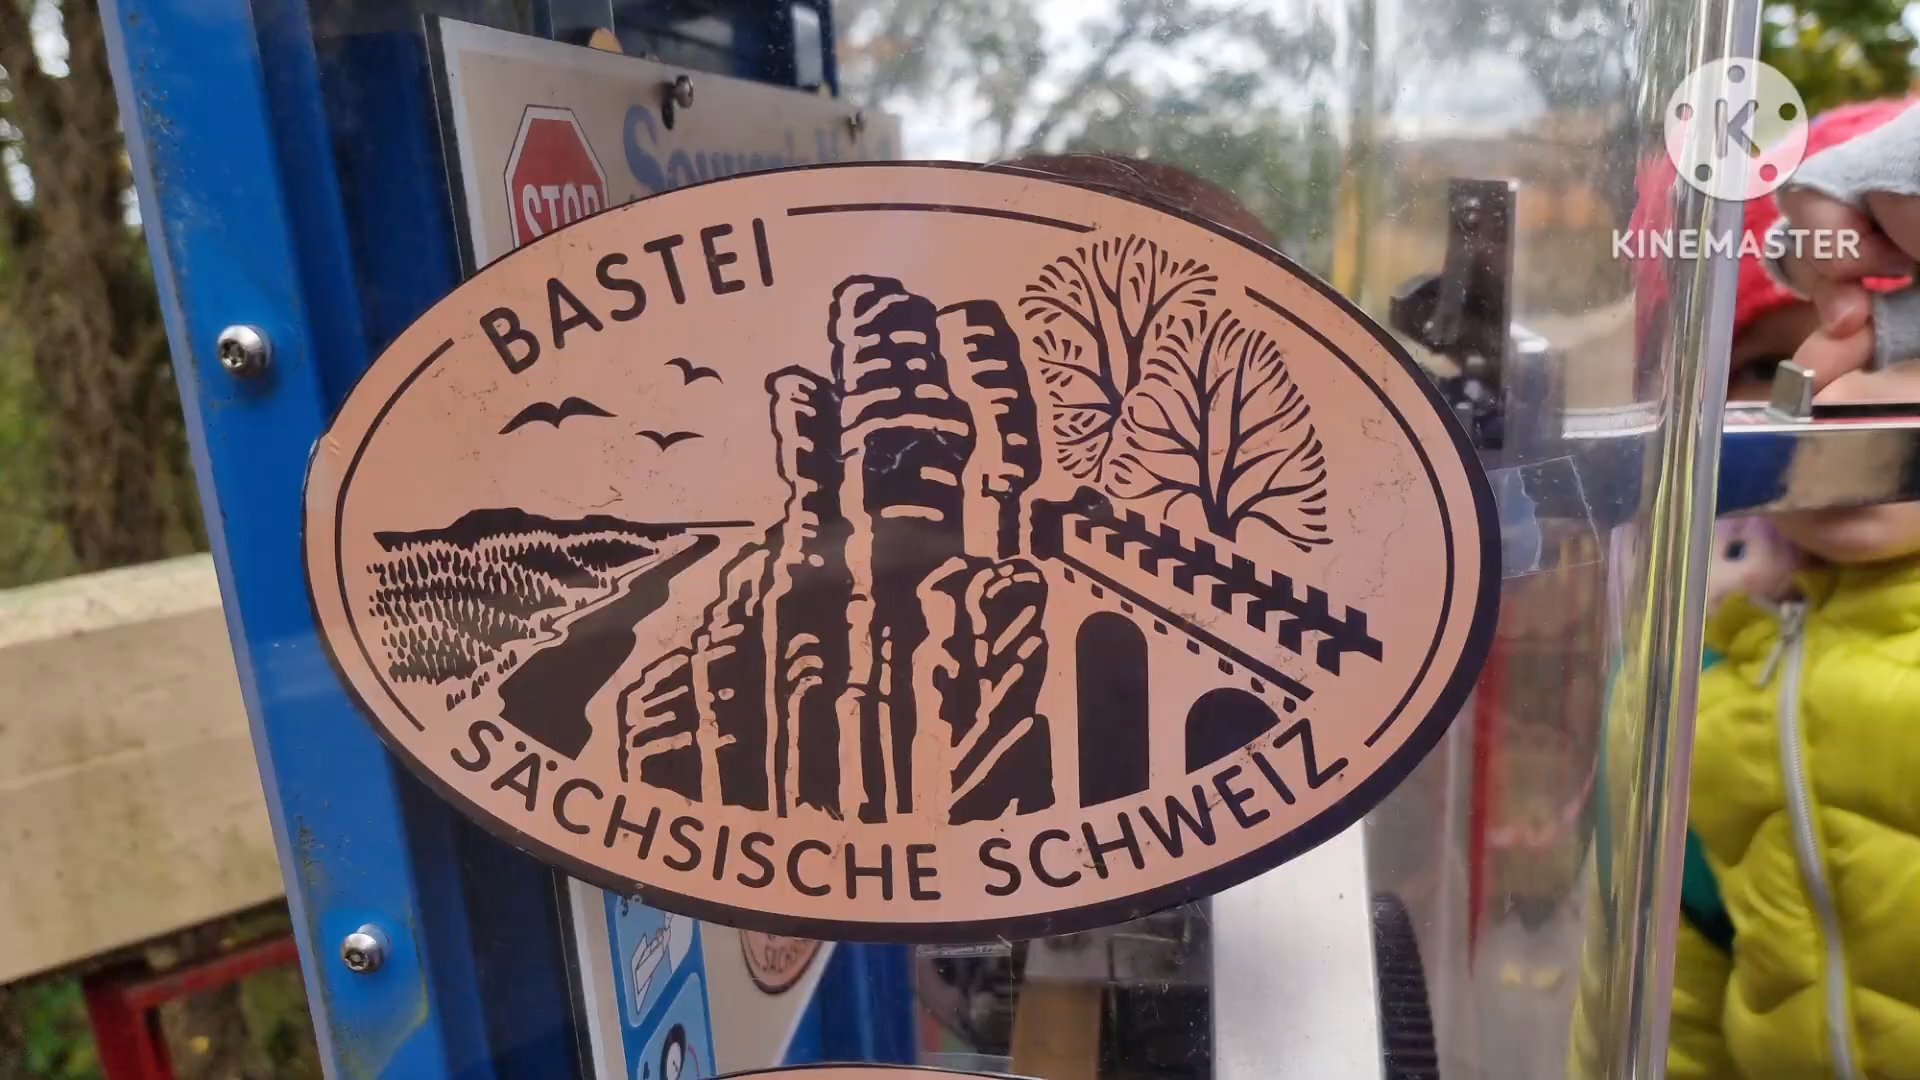 STOP
BASTEI
SÄCHSISCHE SCHWEIZ
K
KINEMASTER